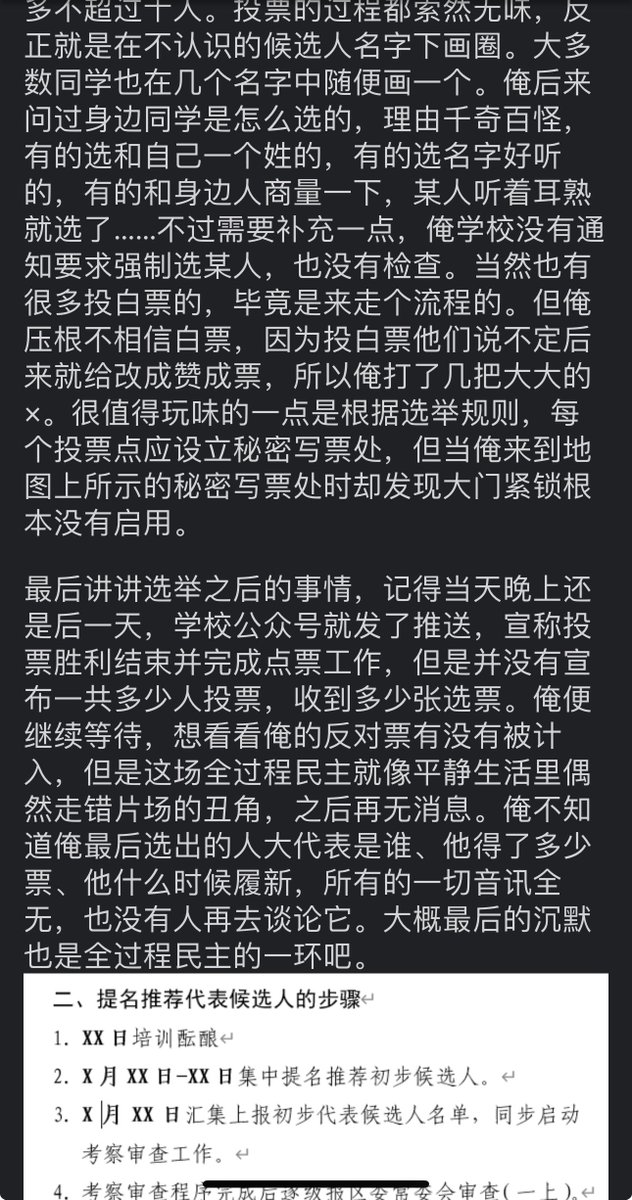 多不超过十人。投票的过程都索然无味，反
正就是在不认识的候选人名字下画圈。大多
数同学也在几个名字中随便画一个。俺后来
问过身边同学是怎么选的，理由千奇百怪，
有的选和自己一个姓的，有的选名字好听
的，有的和身边人商量一下，某人听着耳熟
就选了……不过需要补充一点，俺学校没有通
知要求强制选某人，也没有检查。当然也有
很多投白票的，毕竟是来走个流程的。但俺
压根不相信白票，因为投白票他们说不定后
来就给改成赞成票，所以俺打了几把大大的
×。很值得玩味的一点是根据选举规则，每
个投票点应设立秘密写票处，但当俺来到地
图上所示的秘密写票处时却发现大门紧锁根
本没有启用。
最后讲讲选举之后的事情，记得当天晚上还
是后一天，学校公众号就发了推送，宣称投
票胜利结束并完成点票工作，但是并没有宣
布一共多少人投票，收到多少张选票。俺便
继续等待，想看看俺的反对票有没有被计
入，但是这场全过程民主就像平静生活里偶
然走错片场的丑角，之后再无消息。俺不知
道俺最后选出的人大代表是谁、他得了多少
票、他什么时候履新，所有的一切音讯全
无，也没有人再去谈论它。大概最后的沉默
也是全过程民主的一环吧。
二、提名推荐代表候选人的步骤↵
1. XX 日培训酝酿↵
2. X 月 XX 日-XX 日集中提名推荐初步候选人。↵
3. X 月 XX 日汇集上报初步代表候选人名单，同步启动
考察审查工作。↵
4. 考察审查程序完成后逐级报区委常委会审查(一上)。↵